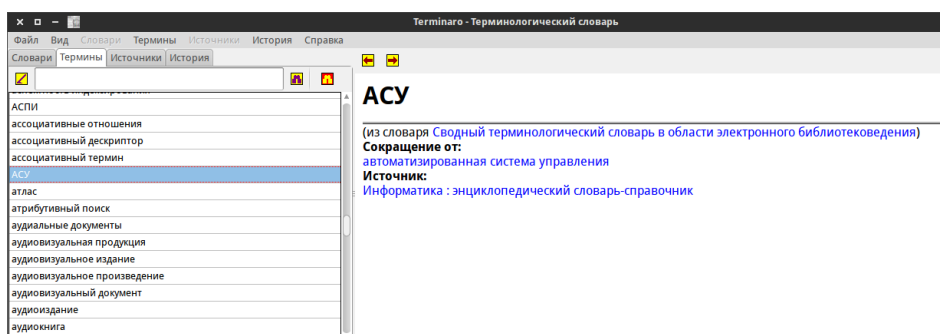 Terminaro - Терминологический словарь
Файл Вид Словари Термины Источники История Справка
Словари Термины Источники История
АСПИ
ассоциативные отношения
ассоциативный дескриптор
ассоциативный термин
АСУ
атлас
атрибутивный поиск
аудиальные документы
аудиовизуальная продукция
аудиовизуальное издание
аудиовизуальное произведение
аудиовизуальный документ
аудиоиздание
аудиокнига
АСУ
(из словаря Сводный терминологический словарь в области электронного библиотековедения)
Сокращение от:
автоматизированная система управления
Источник:
Информатика : энциклопедический словарь-справочник